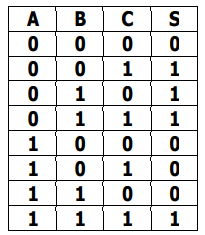 A B C S
0 0 0 0
0 0 1 1
0 1 0 1
0 1 1 1
1 0 0 0
1 0 1 0
1 1 0 0
1 1 1 1